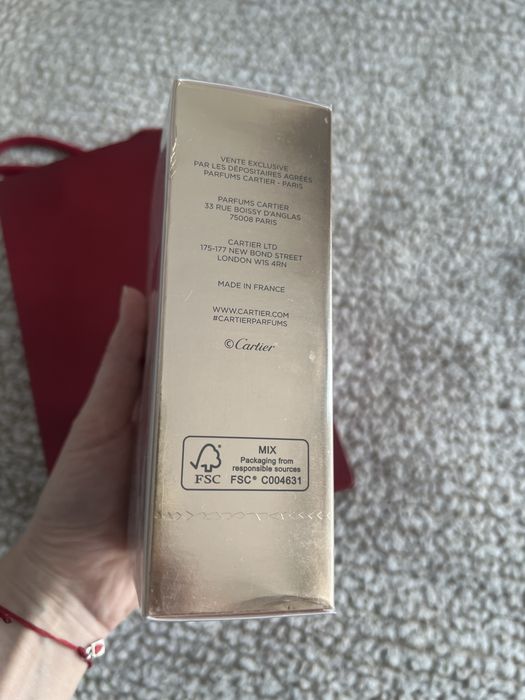 VENTE EXCLUSIVE
PAR LES DÉPOSITAIRES AGRÉÉS
PARFUMS CARTIER - PARIS
PARFUMS CARTIER
33 RUE BOISSY D'ANGLAS
75008 PARIS
CARTIER LTD
175-177 NEW BOND STREET
LONDON W1S 4RN
MADE IN FRANCE
WWW.CARTIER.COM
#CARTIERPARFUMS
©Cartier
MIX
Packaging from
responsible sources
FSC® C004631
FSC